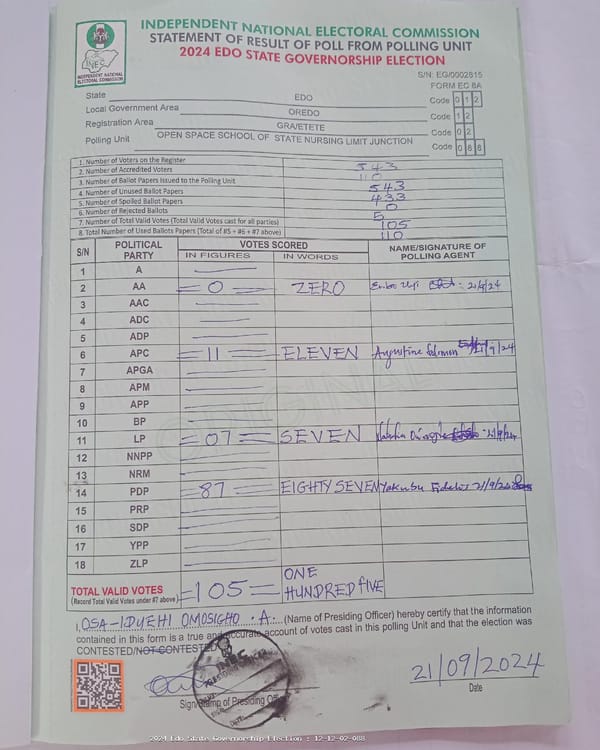 INDEPENDENT NATIONAL ELECTORAL COMMISSION
STATEMENT OF RESULT OF POLL FROM POLLING UNIT
2024 EDO STATE GOVERNORSHIP ELECTION
INEC
INDEPENDENT NATIONAL
ELECTORAL COMMISSION
S/N: EG/0002815
FORM EC 8A
State EDO Code 0 1 2
Local Government Area OREDO Code 1 2
Registration Area GRA/ETETE Code 0 2
Polling Unit OPEN SPACE SCHOOL OF STATE NURSING LIMIT JUNCTION Code 0 8 8
1. Number of Voters on the Register 543
2. Number of Accredited Voters 110
3. Number of Ballot Papers Issued to the Polling Unit 543
4. Number of Unused Ballot Papers 433
5. Number of Spoiled Ballot Papers 0
6. Number of Rejected Ballots 5
7. Number of Total Valid Votes (Total Valid Votes cast for all parties) 105
8. Total Number of Used Ballots Papers (Total of #5 + #6 + #7 above) 110
S/N POLITICAL PARTY VOTES SCORED NAME/SIGNATURE OF POLLING AGENT
IN FIGURES IN WORDS
1 A
2 AA 0 ZERO 21/9/24
3 AAC
4 ADC
5 ADP
6 APC 11 ELEVEN Augustine Solomon 21/9/24
7 APGA
8 APM
9 APP
10 BP
11 LP 07 SEVEN 21/9/24
12 NNPP
13 NRM
14 PDP 87 EIGHTY SEVEN Yakubu 21/9/24
15 PRP
16 SDP
17 YPP
18 ZLP
ORIGINAL
TOTAL VALID VOTES =105= ONE HUNDRED FIVE
(Record Total Valid Votes under #7 above)
I, OSA-IDUEHI OMOSIGHO .A. (Name of Presiding Officer) hereby certify that the information
contained in this form is a true and accurate account of votes cast in this polling Unit and that the election was
CONTESTED/NOT CONTESTED
INEC
21/09/2024
Sign/Stamp of Presiding Officer
Date
2024 Edo State Governorship Election : 12-12-02-088